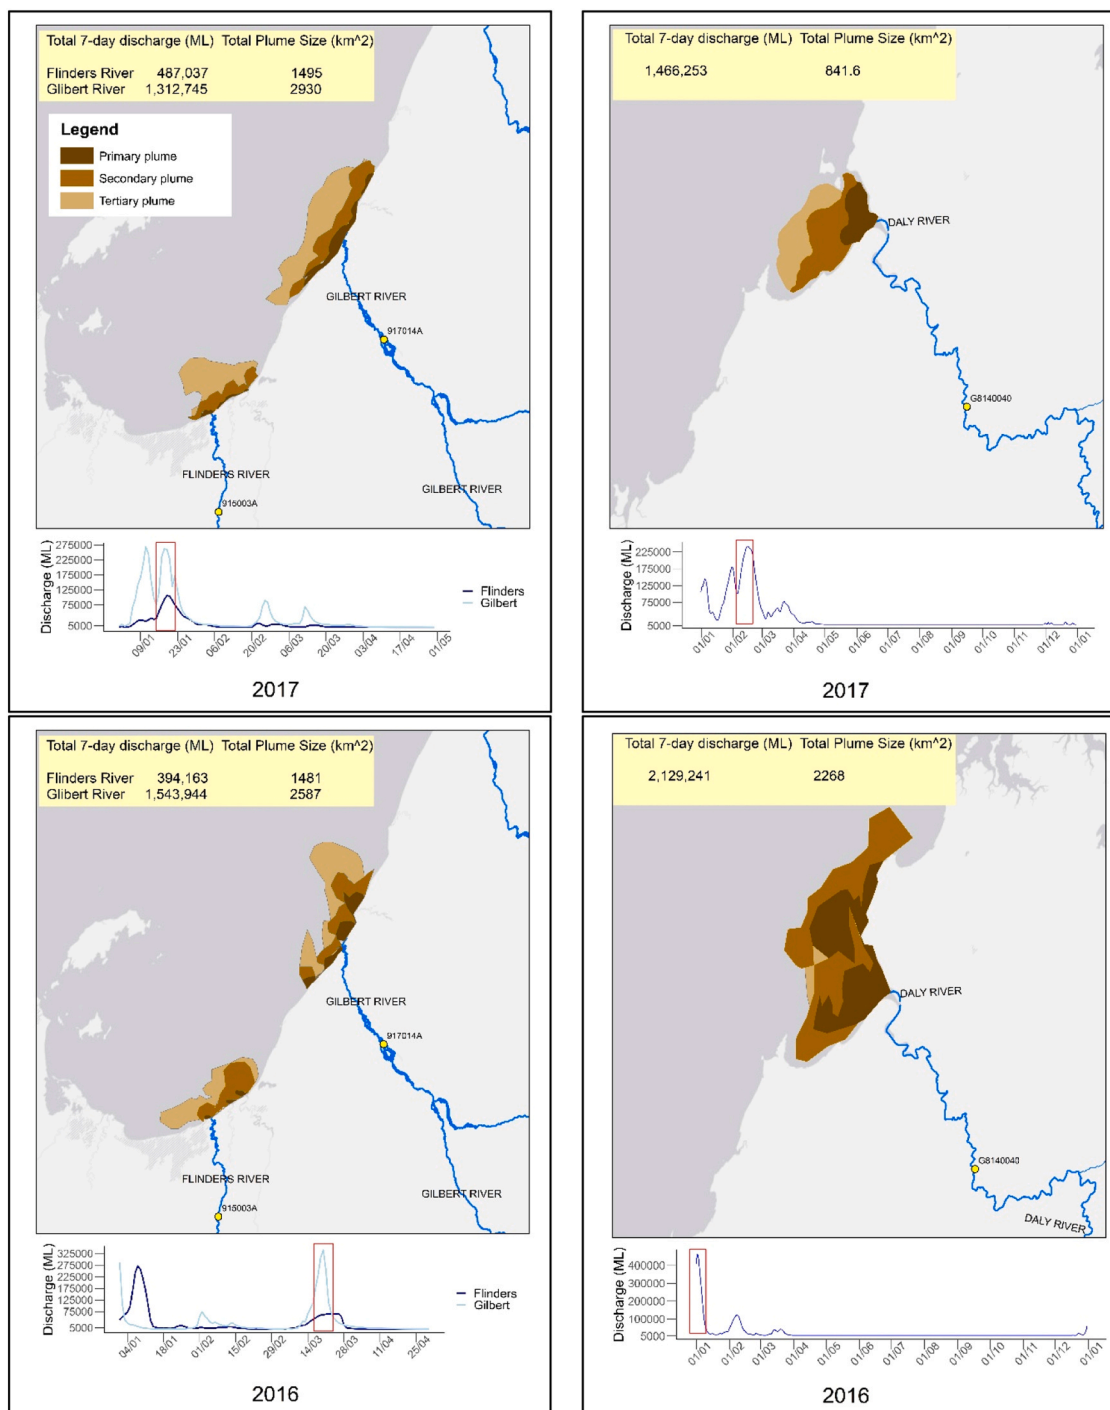 Total 7-day discharge (ML) Total Plume Size (km^2)
Flinders River 487,037 1495
Glibert River 1,312,745 2930
Legend
Primary plume
Secondary plume
Tertiary plume
GILBERT RIVER
917014A
FLINDERS RIVER
GILBERT RIVER
915003A
Discharge (ML)
275000
225000
175000
125000
75000
5000
09/01 23/01 06/02 20/02 06/03 20/03 03/04 17/04 01/05
Flinders
Gilbert
2017
Total 7-day discharge (ML) Total Plume Size (km^2)
1,466,253 841.6
DALY RIVER
G8140040
Discharge (ML)
225000
175000
125000
75000
5000
01/01 01/02 01/03 01/04 01/05 01/06 01/07 01/08 01/09 01/10 01/11 01/12 01/01
2017
Total 7-day discharge (ML) Total Plume Size (km^2)
Flinders River 394,163 1481
Glibert River 1,543,944 2587
GILBERT RIVER
917014A
FLINDERS RIVER
GILBERT RIVER
915003A
Discharge (ML)
325000
275000
225000
175000
125000
75000
5000
04/01 18/01 01/02 15/02 29/02 14/03 28/03 11/04 25/04
Flinders
Gilbert
2016
Total 7-day discharge (ML) Total Plume Size (km^2)
2,129,241 2268
DALY RIVER
G8140040
DALY RIVER
Discharge (ML)
400000
300000
200000
100000
5000
01/01 01/02 01/03 01/04 01/05 01/06 01/07 01/08 01/09 01/10 01/11 01/12 01/01
2016